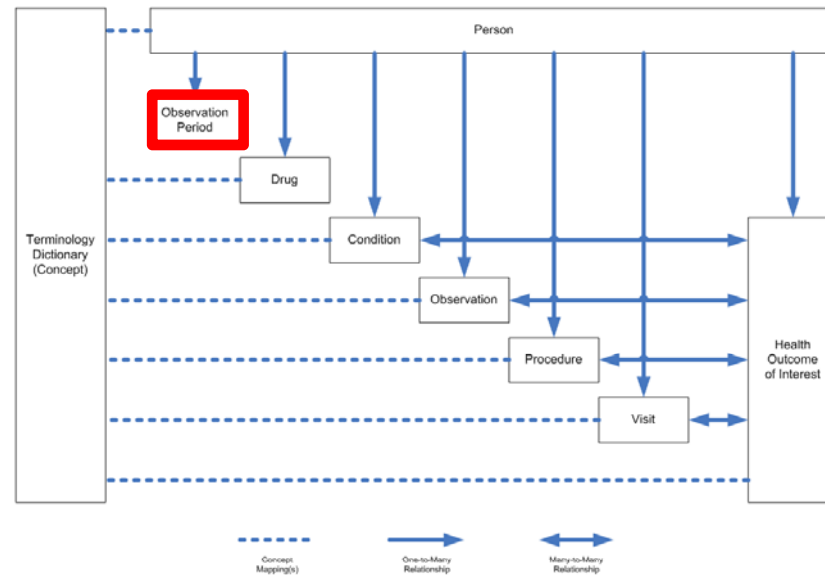 Person
Observation
Period
Drug
Terminology
Dictionary
(Concept)
Condition
Observation
Health
Outcome
of Interest
Procedure
Visit
Concept
Mapping(s)
One-to-Many
Relationship
Many-to-Many
Relationship